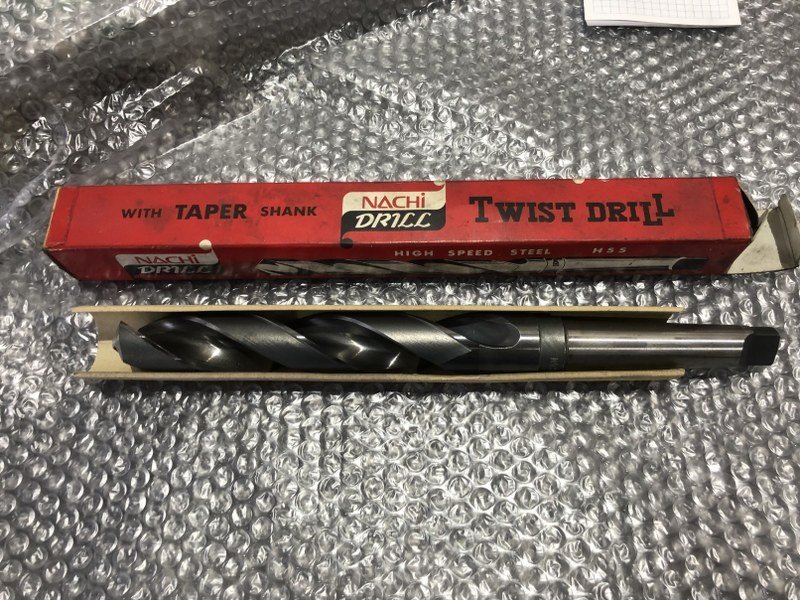 WITH TAPER SHANK
NACHi
DRILL
TWIST DRILL
HIGH SPEED STEEL HSS
NACHi
DRILL